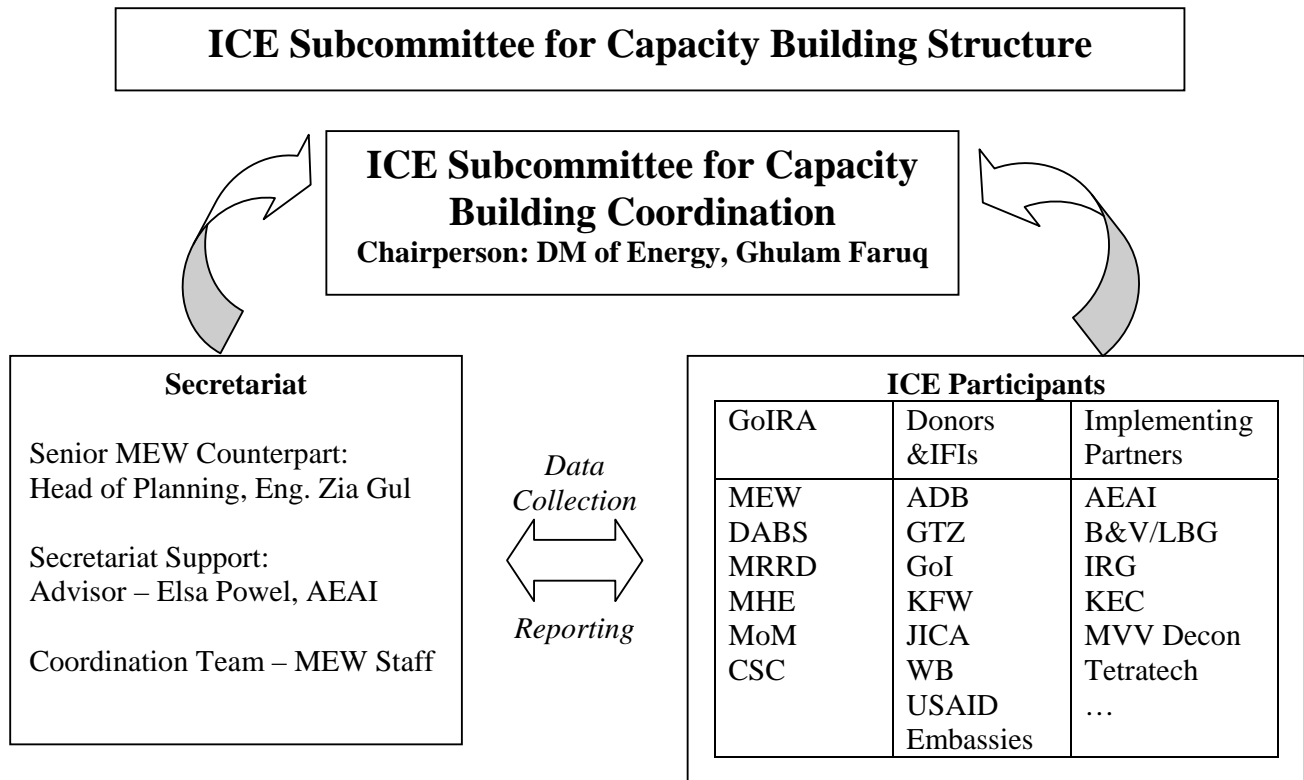 ICE Subcommittee for Capacity Building Structure
ICE Subcommittee for Capacity
Building Coordination
Chairperson: DM of Energy, Ghulam Faruq
Secretariat
Senior MEW Counterpart:
Head of Planning, Eng. Zia Gul
Secretariat Support:
Advisor – Elsa Powel, AEAI
Coordination Team – MEW Staff
Data
Collection
Reporting
ICE Participants
GoIRA
Donors
&IFIs
Implementing
Partners
MEW
DABS
MRRD
MHE
MoM
CSC
ADB
GTZ
GoI
KFW
JICA
WB
USAID
Embassies
AEAI
B&V/LBG
IRG
KEC
MVV Decon
Tetratech
…